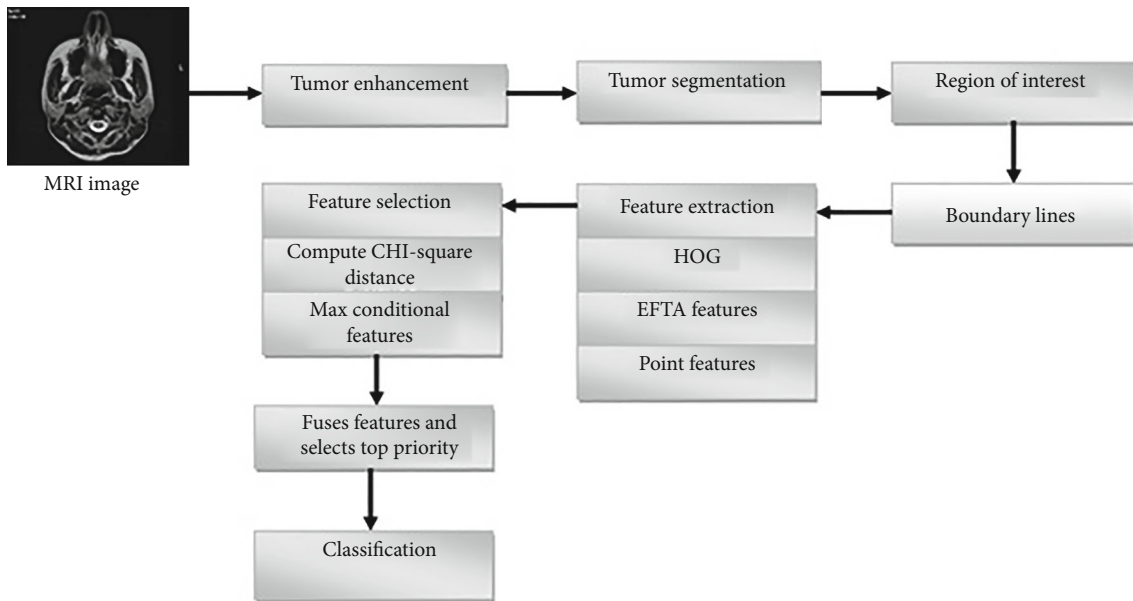 MRI image
Tumor enhancement
Tumor segmentation
Region of interest
Boundary lines
Feature extraction
HOG
EFTA features
Point features
Feature selection
Compute CHI-square
distance
Max conditional
features
Fuses features and
selects top priority
Classification